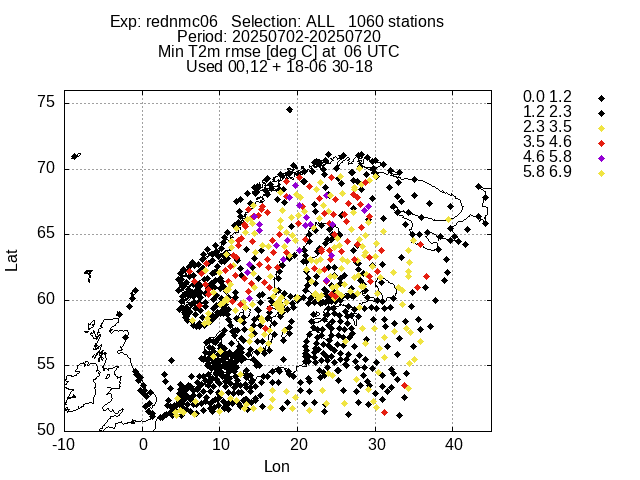 Exp: rednmc06   Selection: ALL   1060 stations
Period: 20250702-20250720
Min T2m rmse [deg C] at  06 UTC
Used 00,12 + 18-06 30-18
0.0 1.2
1.2 2.3
2.3 3.5
3.5 4.6
4.6 5.8
5.8 6.9
75
70
65
60
55
50
Lat
-10 0 10 20 30 40
Lon